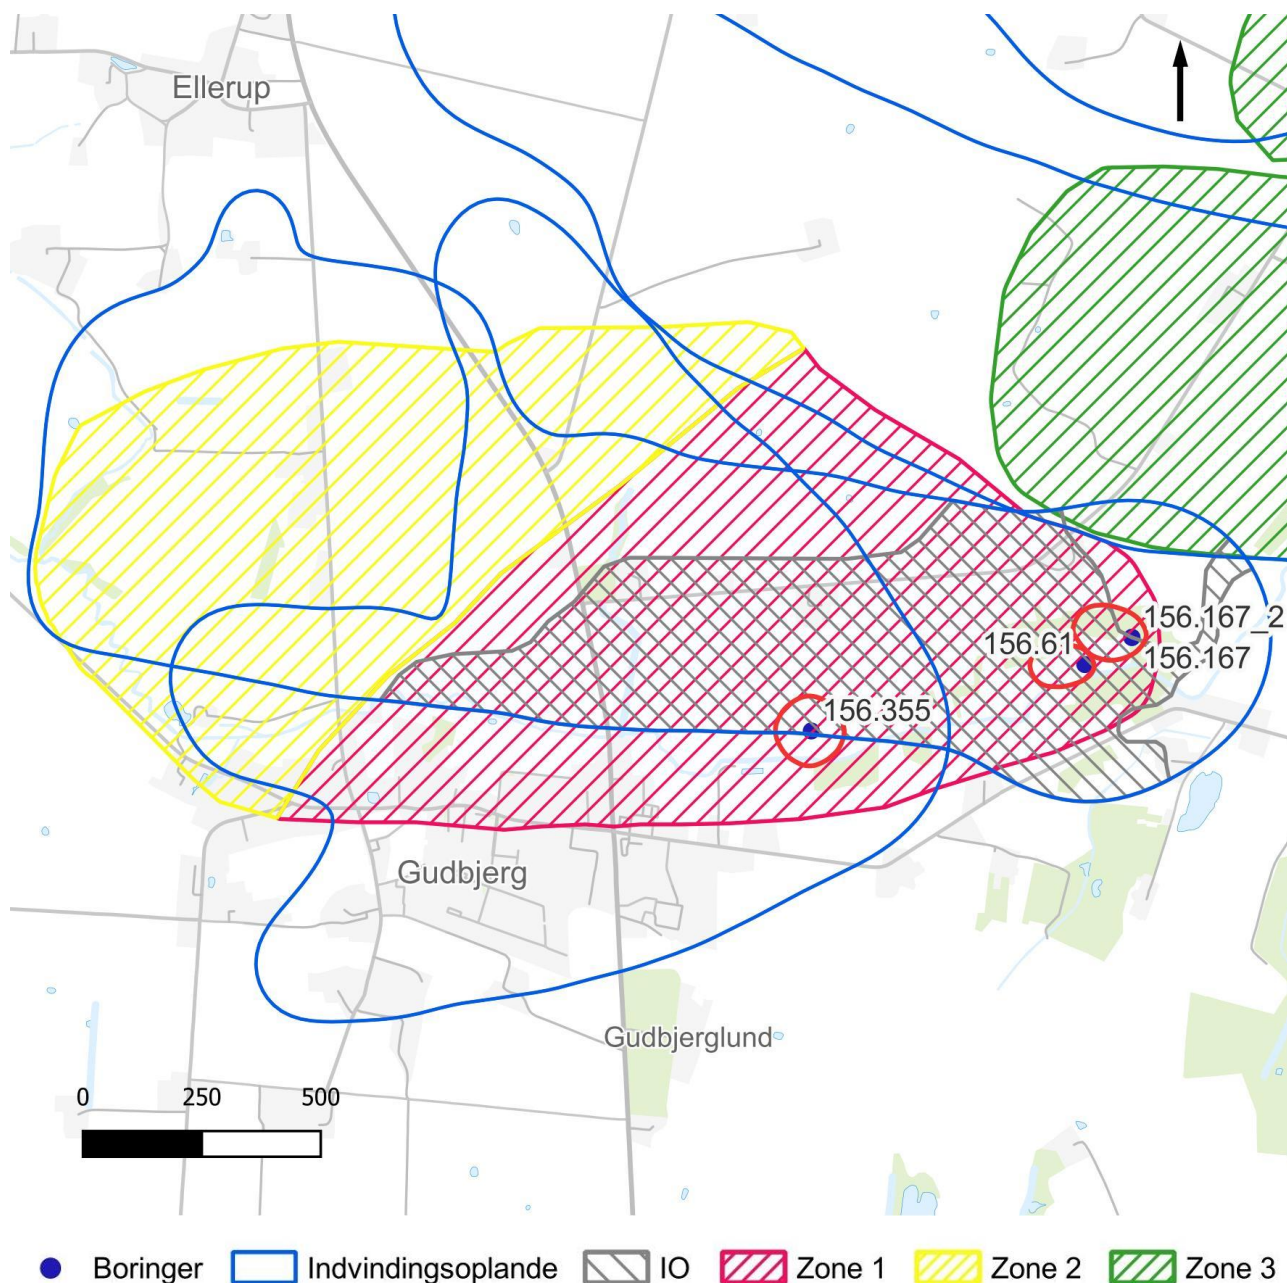 Ellerup
156.167_2
156.61
156.167
156.355
Gudbjerg
Gudbjerglund
0 250 500
Boringer Indvindingsoplande IO Zone 1 Zone 2 Zone 3